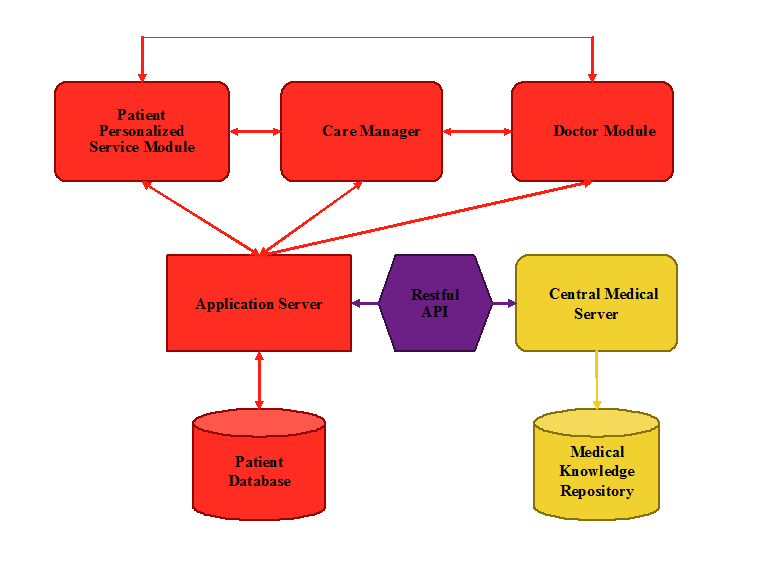 Patient
Personalized
Service Module
Care Manager
Doctor Module
Application Server
Restful
API
Central Medical
Server
Patient
Database
Medical
Knowledge
Repository